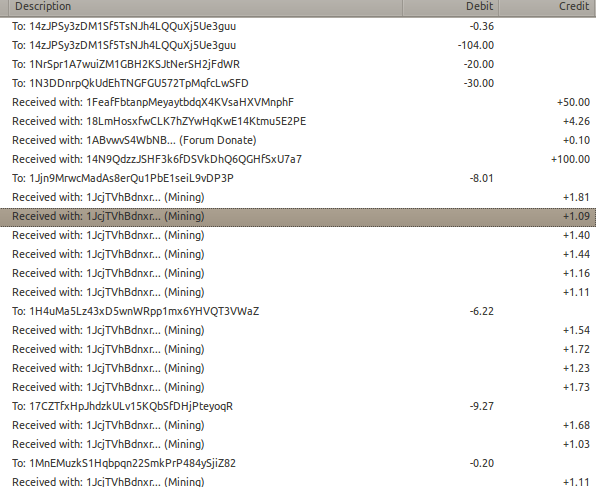 Description Debit Credit
To: 14zJPSy3zDM1Sf5TsNJh4LQQuXj5Ue3guu -0.36
To: 14zJPSy3zDM1Sf5TsNJh4LQQuXj5Ue3guu -104.00
To: 1NrSpr1A7wuiZM1GBH2KSJtNerSH2jFdWR -20.00
To: 1N3DDnrpQkUdEhTNGFGU572TpMqfcLwSFD -30.00
Received with: 1FeafFbtanpMeyaytbdqX4KVsaHXVMnphF +50.00
Received with: 18LmHosxfwCLK7hZYwHqKwE14Ktmu5E2PE +4.26
Received with: 1ABvwvS4WbNB... (Forum Donate) +0.10
Received with: 14N9QdzzJSHF3k6fDSVkDhQ6QGHfSxU7a7 +100.00
To: 1Jjn9MrwcMadAs8erQu1PbE1seiL9vDP3P -8.01
Received with: 1JcjTVhBdnxr... (Mining) +1.81
Received with: 1JcjTVhBdnxr... (Mining) +1.09
Received with: 1JcjTVhBdnxr... (Mining) +1.40
Received with: 1JcjTVhBdnxr... (Mining) +1.44
Received with: 1JcjTVhBdnxr... (Mining) +1.16
Received with: 1JcjTVhBdnxr... (Mining) +1.11
To: 1H4uMa5Lz43xD5wnWRpp1mx6YHVQT3VWaZ -6.22
Received with: 1JcjTVhBdnxr... (Mining) +1.54
Received with: 1JcjTVhBdnxr... (Mining) +1.72
Received with: 1JcjTVhBdnxr... (Mining) +1.23
Received with: 1JcjTVhBdnxr... (Mining) +1.73
To: 17CZTfxHpJhdzkULv15KQbSfDHjPteyoqR -9.27
Received with: 1JcjTVhBdnxr... (Mining) +1.68
Received with: 1JcjTVhBdnxr... (Mining) +1.03
To: 1MnEMuzkS1Hqbpqn22SmkPrP484ySjiZ82 -0.20
Received with: 1JcjTVhBdnxr... (Mining) +1.11